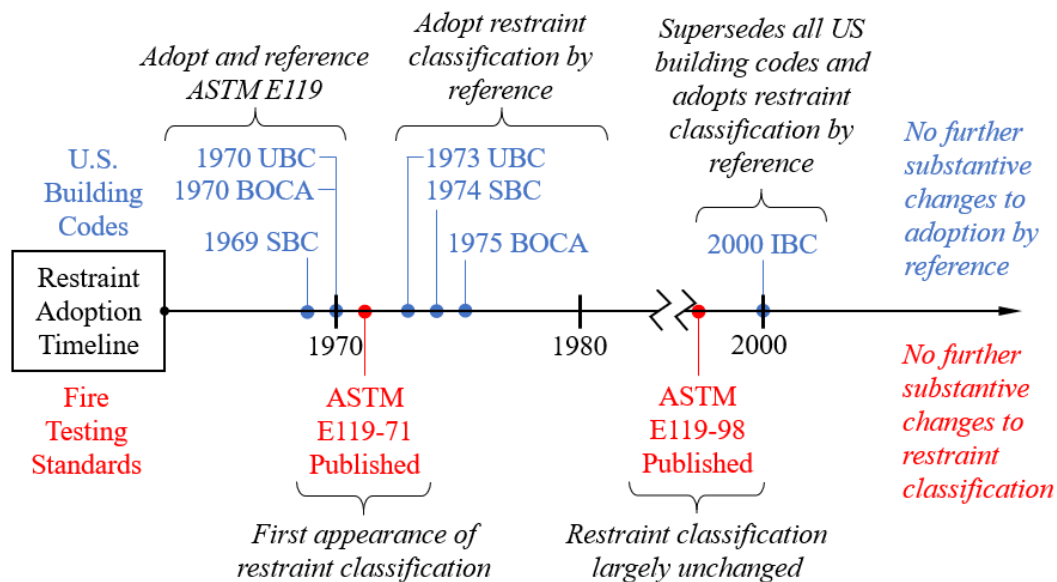 Adopt and reference
ASTM E119
Adopt restraint
classification by
reference
Supersedes all US
building codes and
adopts restraint
classification by
reference
No further
substantive
changes to
adoption by
reference
U.S.
Building
Codes
1970 UBC
1970 BOCA
1969 SBC
1973 UBC
1974 SBC
1975 BOCA
2000 IBC
Restraint
Adoption
Timeline
1970
1980
2000
Fire
Testing
Standards
ASTM
E119-71
Published
ASTM
E119-98
Published
No further
substantive
changes to
restraint
classification
First appearance of
restraint classification
Restraint classification
largely unchanged